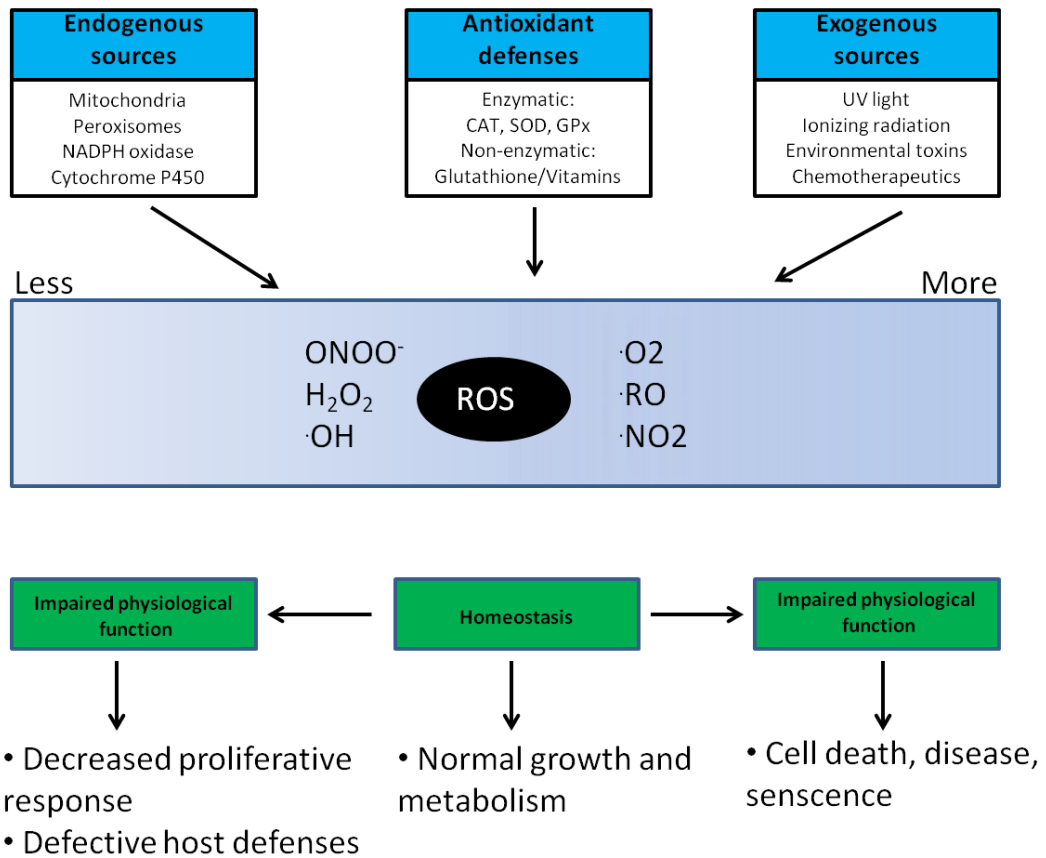 Endogenous
sources
Mitochondria
Peroxisomes
NADPH oxidase
Cytochrome P450
Antioxidant
defenses
Enzymatic:
CAT, SOD, GPx
Non-enzymatic:
Glutathione/Vitamins
Exogenous
sources
UV light
Ionizing radiation
Environmental toxins
Chemotherapeutics
Less
More
ONOO⁻
H₂O₂
·OH
ROS
·O2
·RO
·NO2
Impaired physiological
function
Homeostasis
Impaired physiological
function
• Decreased proliferative
response
• Defective host defenses
• Normal growth and
metabolism
• Cell death, disease,
senscence